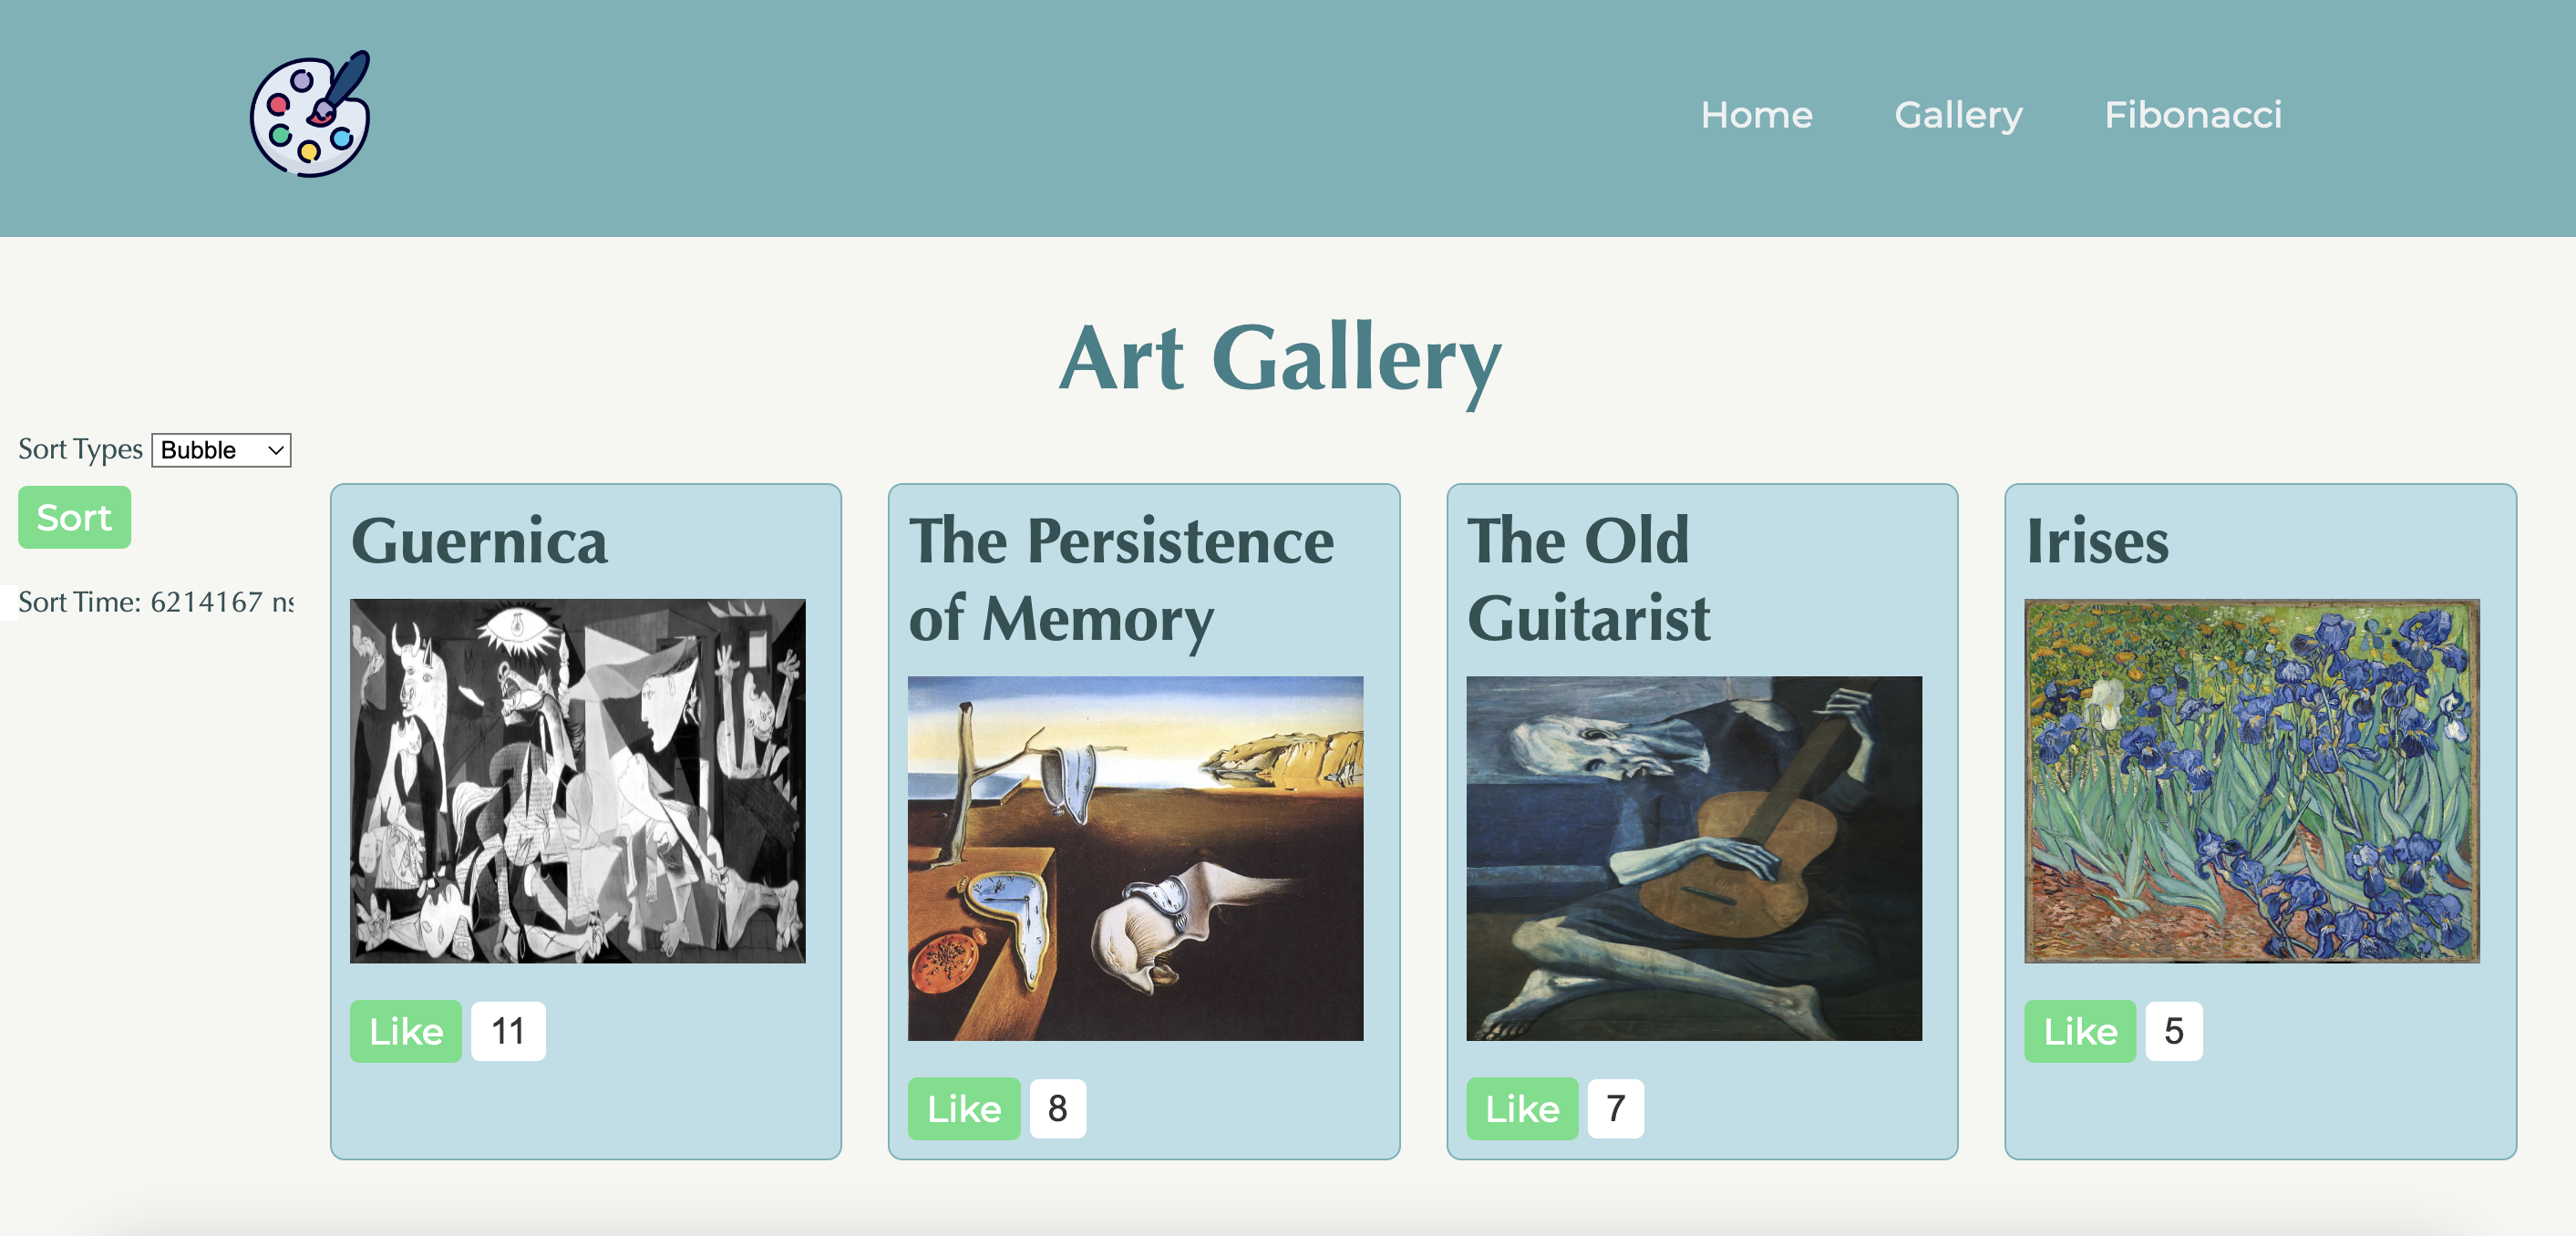 Home Gallery Fibonacci
Art Gallery
Sort Types Bubble
Sort
Sort Time: 6214167 ns
Guernica
Like 11
The Persistence
of Memory
Like 8
The Old
Guitarist
Like 7
Irises
Like 5